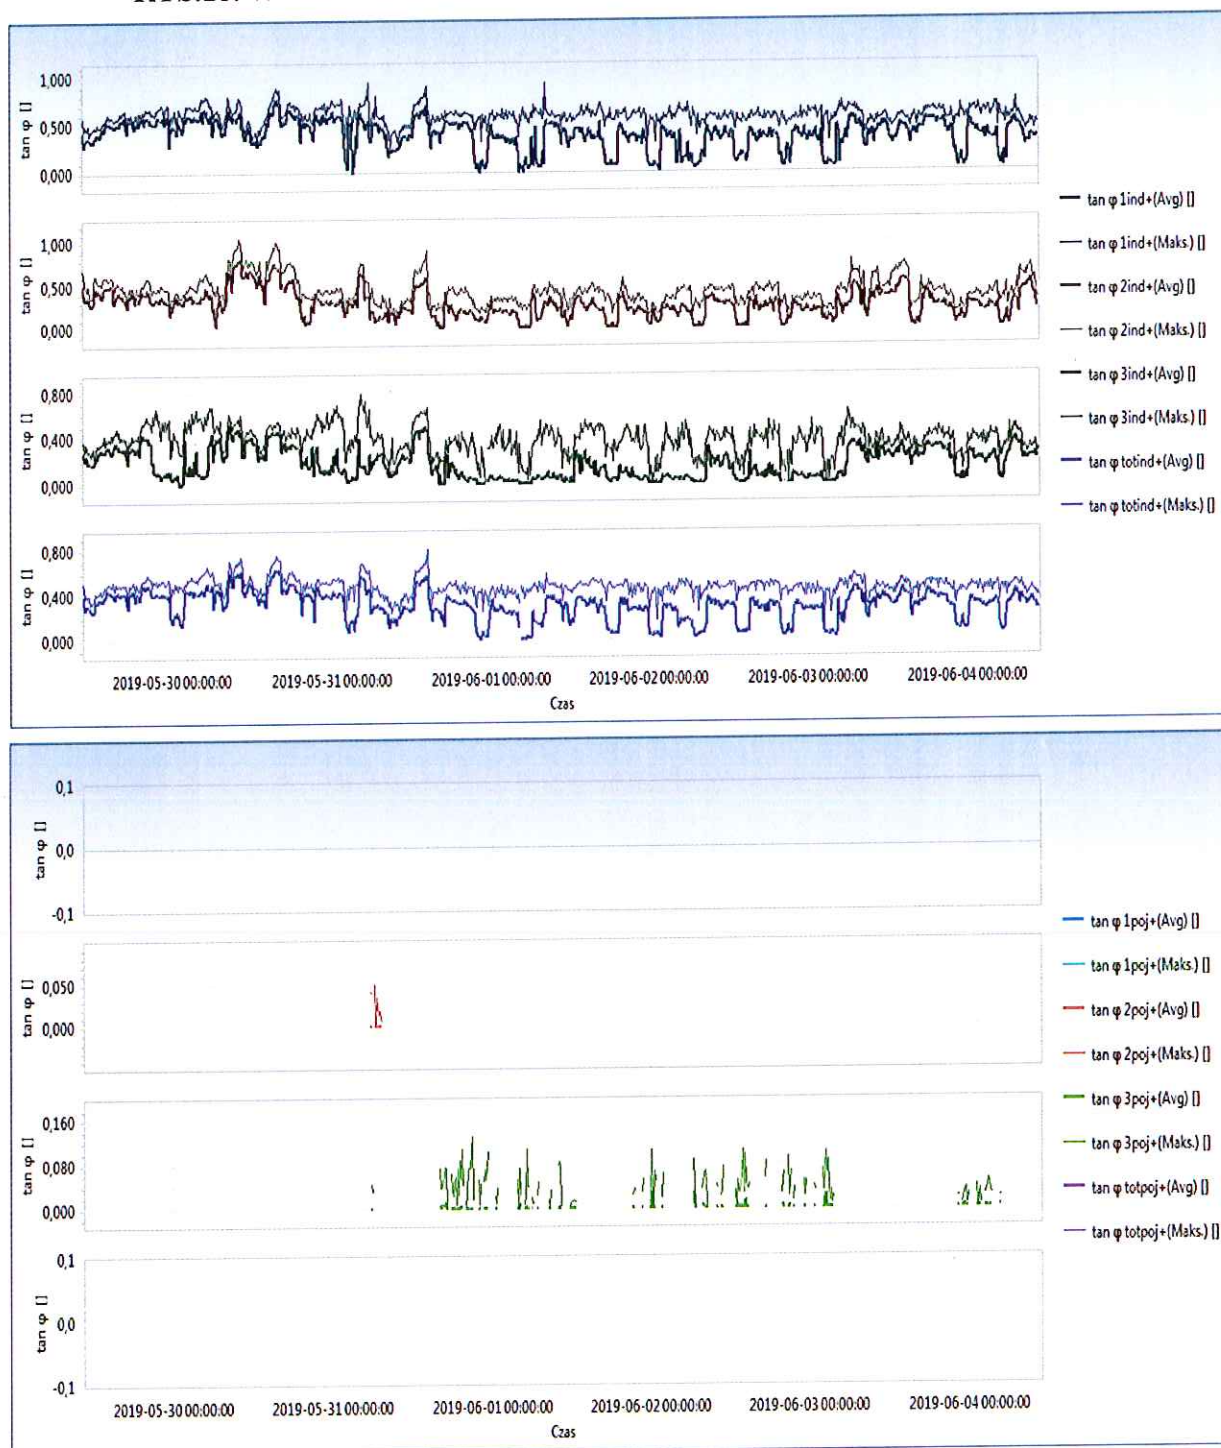 1,000
0,500
0,000
tan φ []
1,000
0,500
0,000
tan φ []
0,800
0,400
0,000
tan φ []
0,800
0,400
0,000
tan φ []
2019-05-30 00:00:00 2019-05-31 00:00:00 2019-06-01 00:00:00 2019-06-02 00:00:00 2019-06-03 00:00:00 2019-06-04 00:00:00
Czas
tan φ 1ind+(Avg) []
tan φ 1ind+(Maks.) []
tan φ 2ind+(Avg) []
tan φ 2ind+(Maks.) []
tan φ 3ind+(Avg) []
tan φ 3ind+(Maks.) []
tan φ totind+(Avg) []
tan φ totind+(Maks.) []
0,1
0,0
-0,1
tan φ []
0,050
0,000
tan φ []
0,160
0,080
0,000
tan φ []
0,1
0,0
-0,1
tan φ []
2019-05-30 00:00:00 2019-05-31 00:00:00 2019-06-01 00:00:00 2019-06-02 00:00:00 2019-06-03 00:00:00 2019-06-04 00:00:00
Czas
tan φ 1poj+(Avg) []
tan φ 1poj+(Maks.) []
tan φ 2poj+(Avg) []
tan φ 2poj+(Maks.) []
tan φ 3poj+(Avg) []
tan φ 3poj+(Maks.) []
tan φ totpoj+(Avg) []
tan φ totpoj+(Maks.) []